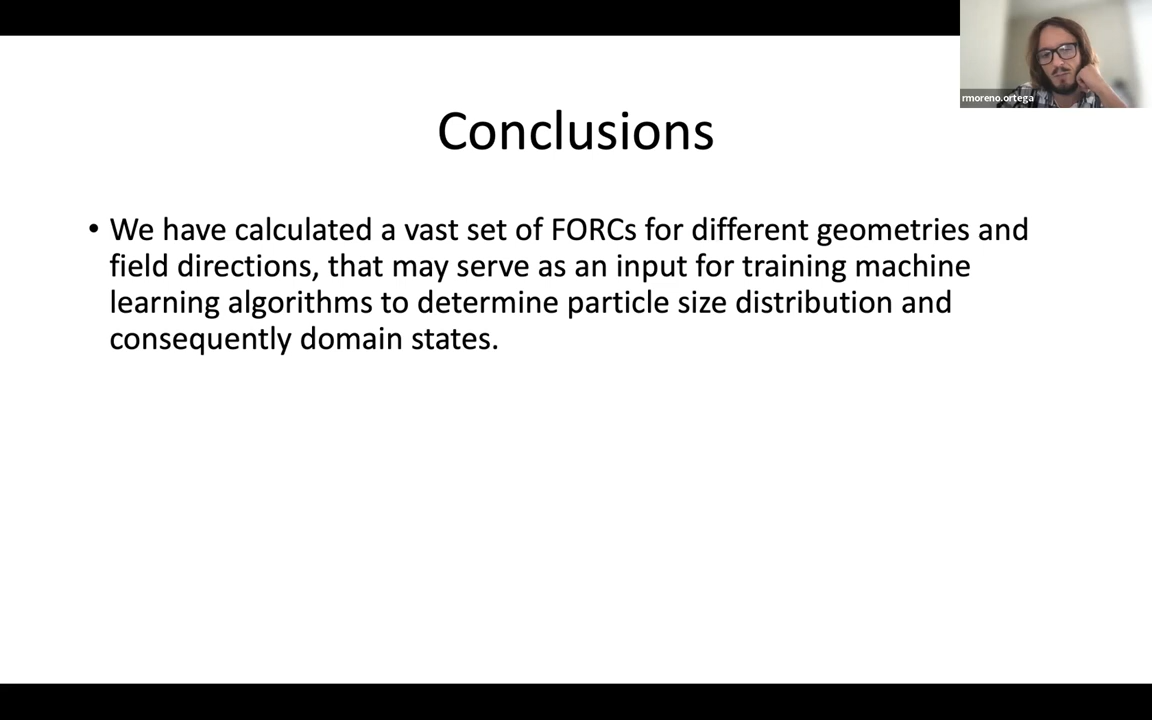 rmoreno.ortega
Conclusions
• We have calculated a vast set of FORCs for different geometries and
field directions, that may serve as an input for training machine
learning algorithms to determine particle size distribution and
consequently domain states.